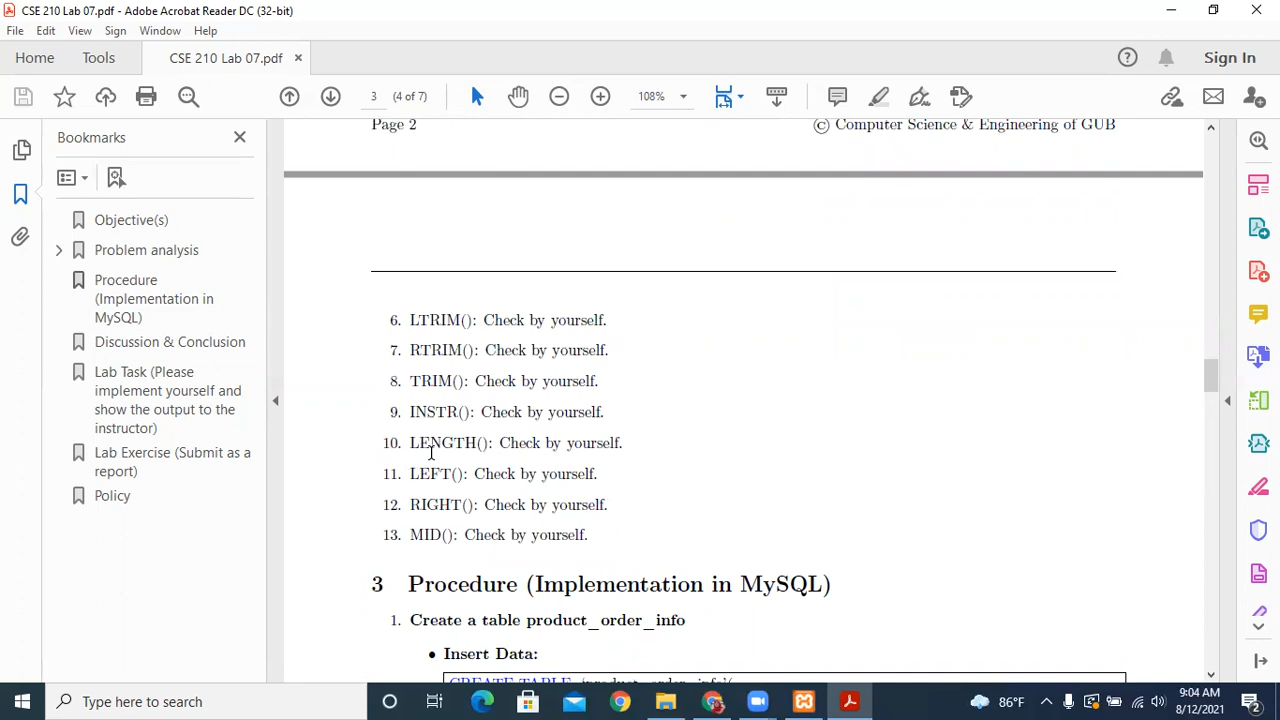 CSE 210 Lab 07.pdf - Adobe Acrobat Reader DC (32-bit)
File Edit View Sign Window Help
Home Tools CSE 210 Lab 07.pdf × Sign In
3 (4 of 7) 108%
Bookmarks
Objective(s)
Problem analysis
Procedure
(Implementation in
MySQL)
Discussion & Conclusion
Lab Task (Please
implement yourself and
show the output to the
instructor)
Lab Exercise (Submit as a
report)
Policy
Page 2 © Computer Science & Engineering of GUB
6. LTRIM(): Check by yourself.
7. RTRIM(): Check by yourself.
8. TRIM(): Check by yourself.
9. INSTR(): Check by yourself.
10. LENGTH(): Check by yourself.
11. LEFT(): Check by yourself.
12. RIGHT(): Check by yourself.
13. MID(): Check by yourself.
3 Procedure (Implementation in MySQL)
1. Create a table product_order_info
• Insert Data:
CREATE TABLE `product_order_info`(
Type here to search
86°F
9:04 AM
8/12/2021
2